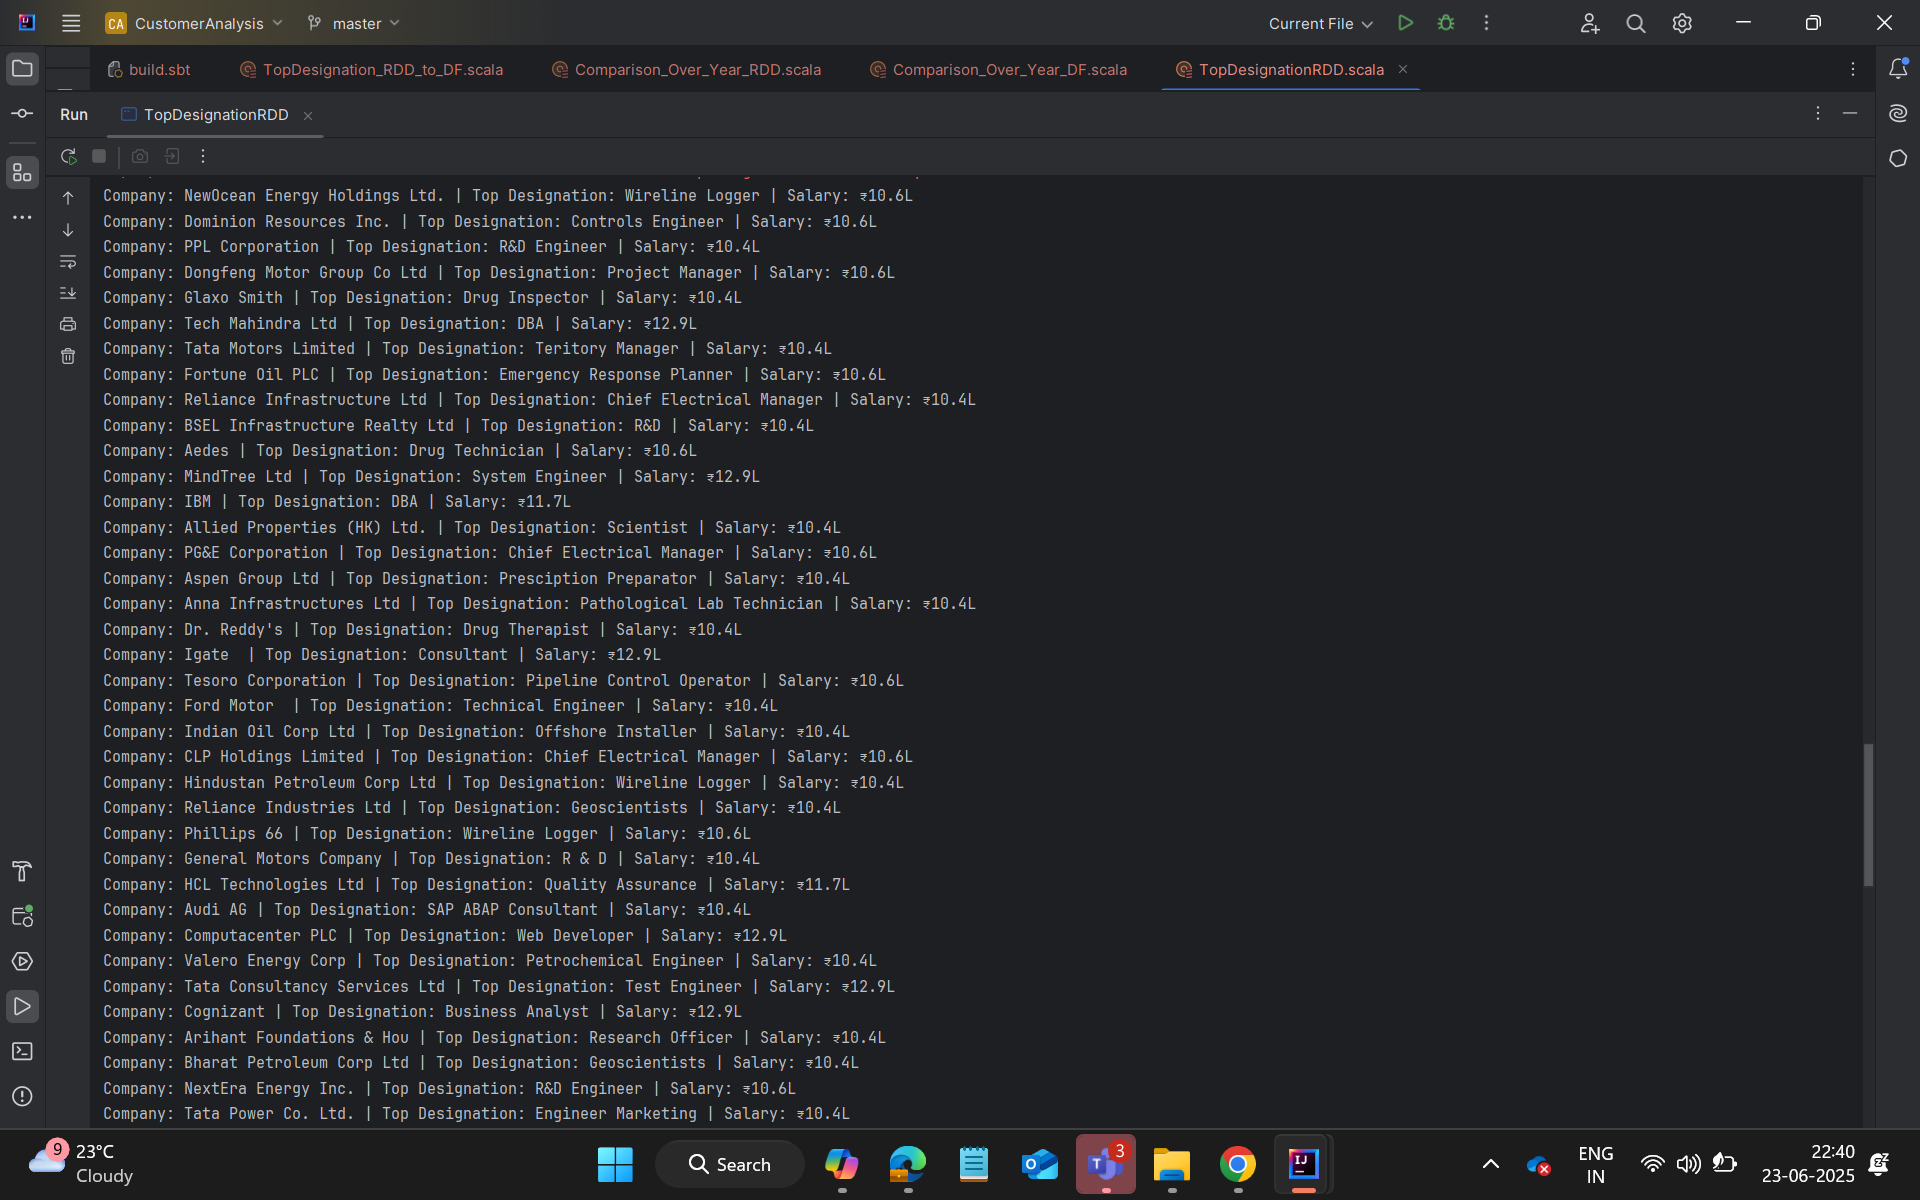 CA CustomerAnalysis master Current File
build.sbt TopDesignation_RDD_to_DF.scala Comparison_Over_Year_RDD.scala Comparison_Over_Year_DF.scala TopDesignationRDD.scala
Run TopDesignationRDD
Company: NewOcean Energy Holdings Ltd. | Top Designation: Wireline Logger | Salary: ₹10.6L
Company: Dominion Resources Inc. | Top Designation: Controls Engineer | Salary: ₹10.6L
Company: PPL Corporation | Top Designation: R&D Engineer | Salary: ₹10.4L
Company: Dongfeng Motor Group Co Ltd | Top Designation: Project Manager | Salary: ₹10.6L
Company: Glaxo Smith | Top Designation: Drug Inspector | Salary: ₹10.4L
Company: Tech Mahindra Ltd | Top Designation: DBA | Salary: ₹12.9L
Company: Tata Motors Limited | Top Designation: Teritory Manager | Salary: ₹10.4L
Company: Fortune Oil PLC | Top Designation: Emergency Response Planner | Salary: ₹10.6L
Company: Reliance Infrastructure Ltd | Top Designation: Chief Electrical Manager | Salary: ₹10.4L
Company: BSEL Infrastructure Realty Ltd | Top Designation: R&D | Salary: ₹10.4L
Company: Aedes | Top Designation: Drug Technician | Salary: ₹10.6L
Company: MindTree Ltd | Top Designation: System Engineer | Salary: ₹12.9L
Company: IBM | Top Designation: DBA | Salary: ₹11.7L
Company: Allied Properties (HK) Ltd. | Top Designation: Scientist | Salary: ₹10.4L
Company: PG&E Corporation | Top Designation: Chief Electrical Manager | Salary: ₹10.6L
Company: Aspen Group Ltd | Top Designation: Presciption Preparator | Salary: ₹10.4L
Company: Anna Infrastructures Ltd | Top Designation: Pathological Lab Technician | Salary: ₹10.4L
Company: Dr. Reddy's | Top Designation: Drug Therapist | Salary: ₹10.4L
Company: Igate  | Top Designation: Consultant | Salary: ₹12.9L
Company: Tesoro Corporation | Top Designation: Pipeline Control Operator | Salary: ₹10.6L
Company: Ford Motor  | Top Designation: Technical Engineer | Salary: ₹10.4L
Company: Indian Oil Corp Ltd | Top Designation: Offshore Installer | Salary: ₹10.4L
Company: CLP Holdings Limited | Top Designation: Chief Electrical Manager | Salary: ₹10.6L
Company: Hindustan Petroleum Corp Ltd | Top Designation: Wireline Logger | Salary: ₹10.4L
Company: Reliance Industries Ltd | Top Designation: Geoscientists | Salary: ₹10.4L
Company: Phillips 66 | Top Designation: Wireline Logger | Salary: ₹10.6L
Company: General Motors Company | Top Designation: R & D | Salary: ₹10.4L
Company: HCL Technologies Ltd | Top Designation: Quality Assurance | Salary: ₹11.7L
Company: Audi AG | Top Designation: SAP ABAP Consultant | Salary: ₹10.4L
Company: Computacenter PLC | Top Designation: Web Developer | Salary: ₹12.9L
Company: Valero Energy Corp | Top Designation: Petrochemical Engineer | Salary: ₹10.4L
Company: Tata Consultancy Services Ltd | Top Designation: Test Engineer | Salary: ₹12.9L
Company: Cognizant | Top Designation: Business Analyst | Salary: ₹12.9L
Company: Arihant Foundations & Hou | Top Designation: Research Officer | Salary: ₹10.4L
Company: Bharat Petroleum Corp Ltd | Top Designation: Geoscientists | Salary: ₹10.4L
Company: NextEra Energy Inc. | Top Designation: R&D Engineer | Salary: ₹10.6L
Company: Tata Power Co. Ltd. | Top Designation: Engineer Marketing | Salary: ₹10.4L
9 23°C
Cloudy
Search
3
ENG
IN
22:40
23-06-2025